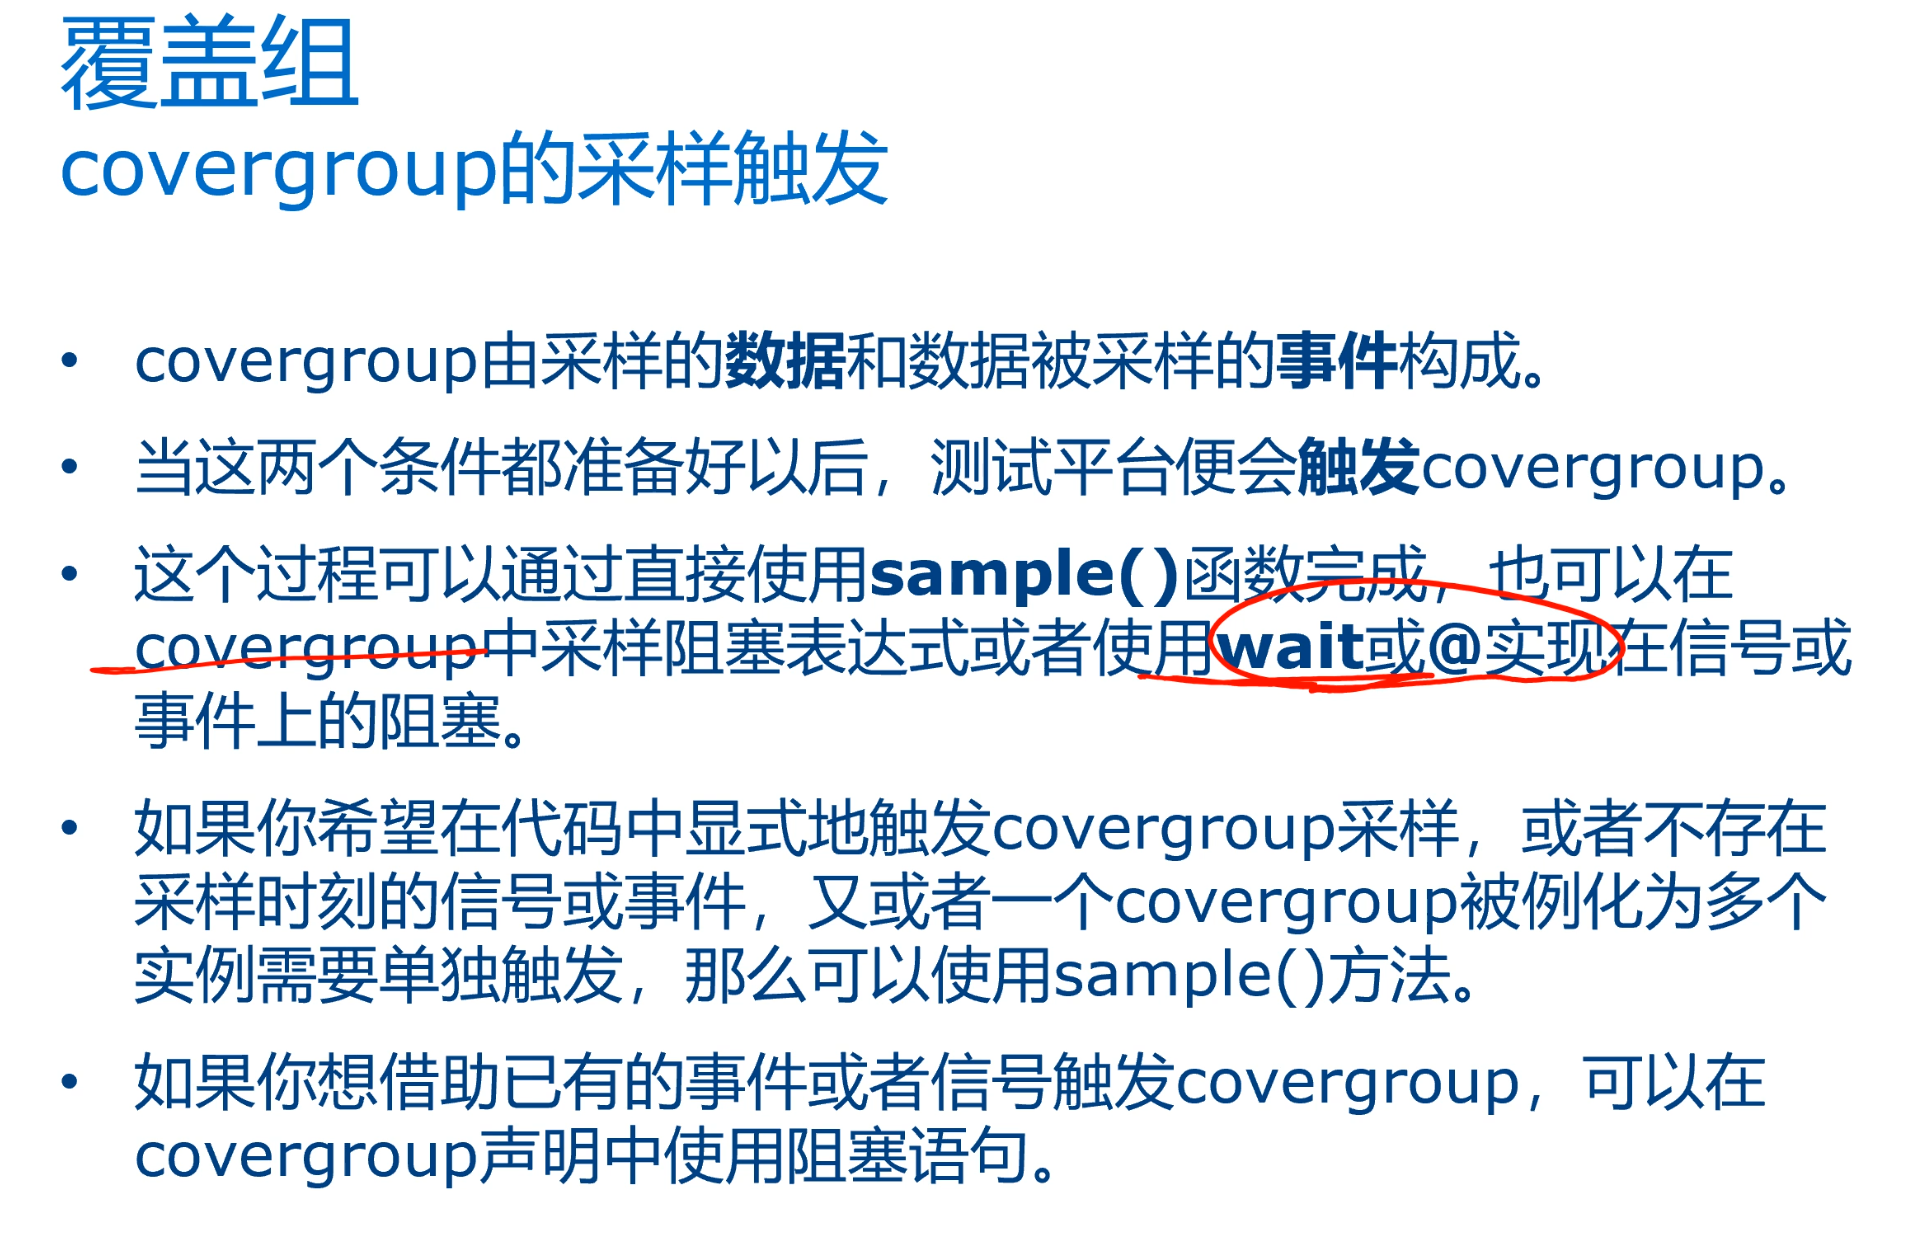 覆盖组
covergroup的采样触发
• covergroup由采样的数据和数据被采样的事件构成。
• 当这两个条件都准备好以后，测试平台便会触发covergroup。
• 这个过程可以通过直接使用sample()函数完成，也可以在
covergroup中采样阻塞表达式或者使用wait或@实现在信号或
事件上的阻塞。
• 如果你希望在代码中显式地触发covergroup采样，或者不存在
采样时刻的信号或事件，又或者一个covergroup被例化为多个
实例需要单独触发，那么可以使用sample()方法。
• 如果你想借助已有的事件或者信号触发covergroup，可以在
covergroup声明中使用阻塞语句。